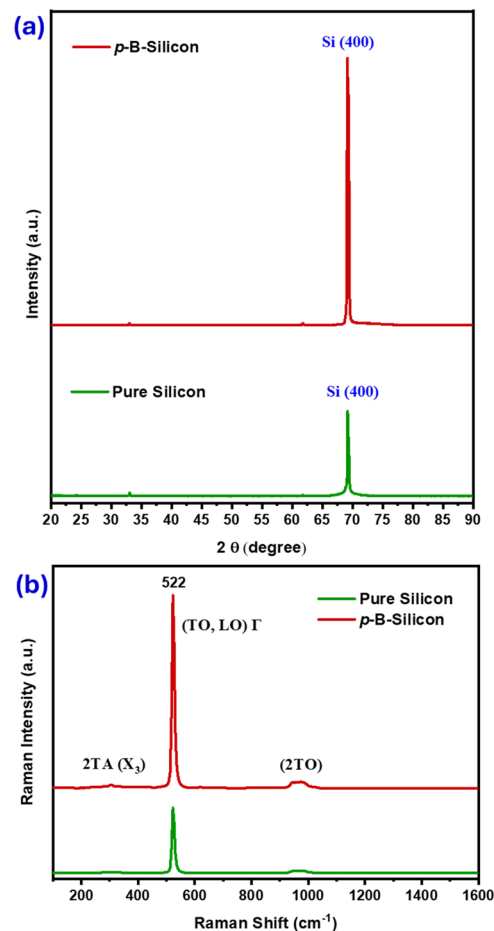 (a)
p-B-Silicon
Si (400)
Intensity (a.u.)
Pure Silicon
Si (400)
20 25 30 35 40 45 50 55 60 65 70 75 80 85 90
2 θ (degree)
(b)
522
Pure Silicon
p-B-Silicon
(TO, LO) Γ
Raman Intensity (a.u.)
2TA (X₃)
(2TO)
200 400 600 800 1000 1200 1400 1600
Raman Shift (cm⁻¹)